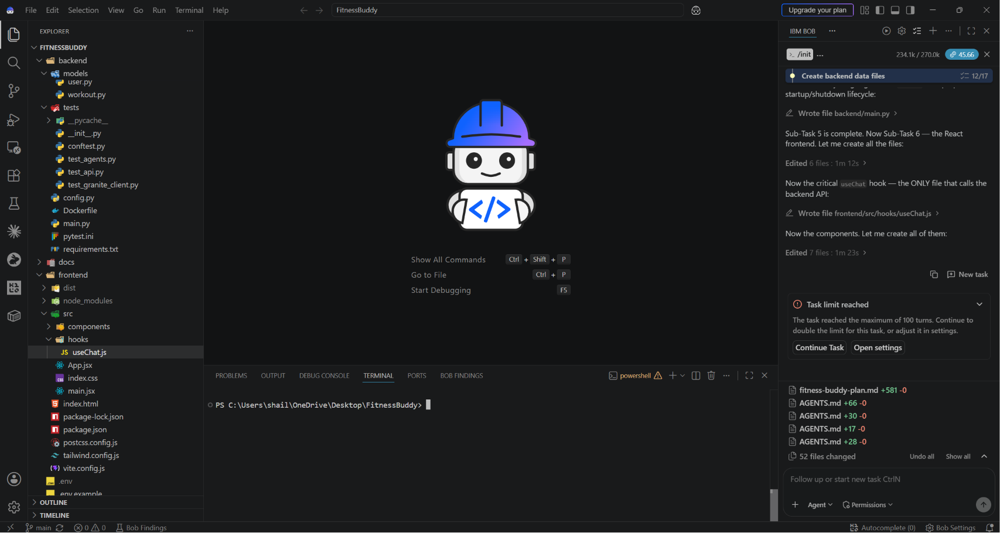 File Edit Selection View Go Run Terminal Help
FitnessBuddy
Upgrade your plan
EXPLORER
FITNESSBUDDY
backend
models
user.py
workout.py
tests
__pycache__
__init__.py
conftest.py
test_agents.py
test_api.py
test_granite_client.py
config.py
Dockerfile
main.py
pytest.ini
requirements.txt
docs
frontend
dist
node_modules
src
components
hooks
JS useChat.js
App.jsx
index.css
main.jsx
index.html
package-lock.json
package.json
postcss.config.js
tailwind.config.js
vite.config.js
.env
.env.example
OUTLINE
TIMELINE
</>
Show All Commands Ctrl + Shift + P
Go to File Ctrl + P
Start Debugging F5
PROBLEMS OUTPUT DEBUG CONSOLE TERMINAL PORTS BOB FINDINGS
powershell
PS C:\Users\shail\OneDrive\Desktop\FitnessBuddy>
IBM BOB
/init ... 234.1k / 270.0k 45.66
Create backend data files 12/17
startup/shutdown lifecycle:
Wrote file backend/main.py
Sub-Task 5 is complete. Now Sub-Task 6 — the React
frontend. Let me create all the files:
Edited 6 files : 1m 12s
Now the critical useChat hook — the ONLY file that calls the
backend API:
Wrote file frontend/src/hooks/useChat.js
Now the components. Let me create all of them:
Edited 7 files : 1m 23s
New task
Task limit reached
The task reached the maximum of 100 turns. Continue to
double the limit for this task, or adjust it in settings.
Continue Task Open settings
fitness-buddy-plan.md +581 -0
AGENTS.md +66 -0
AGENTS.md +30 -0
AGENTS.md +17 -0
AGENTS.md +28 -0
52 files changed Undo all Show all
Follow up or start new task CtrlN
Agent Permissions
main 0 0 Bob Findings
Autocomplete (0) Bob Settings